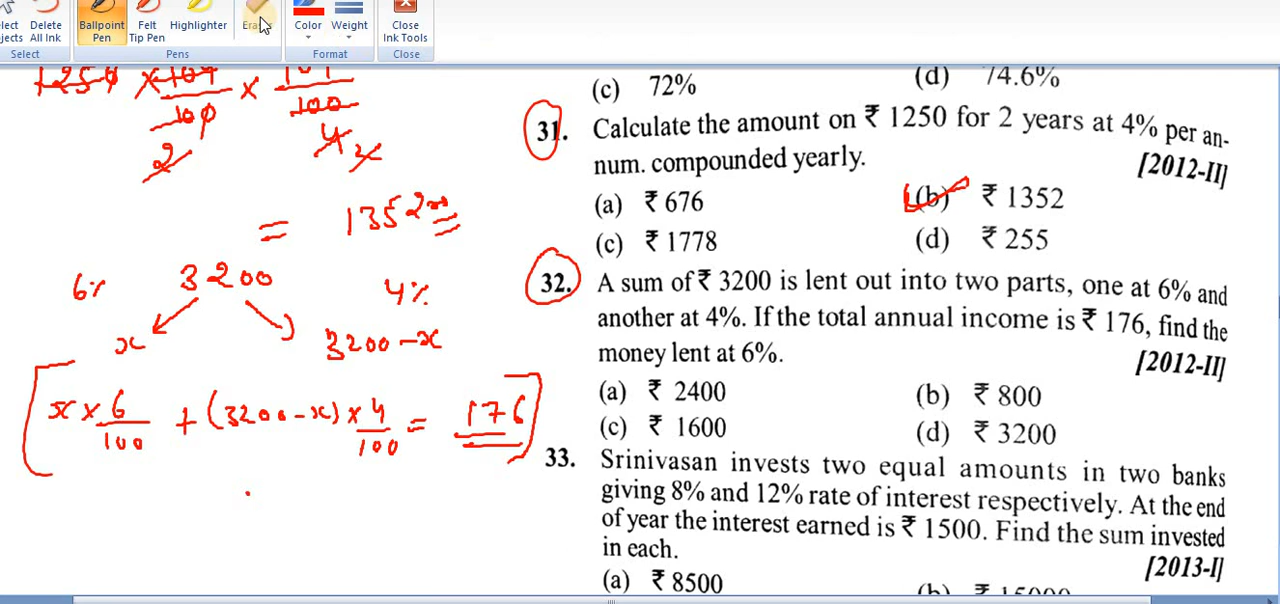 Delete
All Ink
Ballpoint
Pen
Felt
Tip Pen
Highlighter
Color
Weight
Close
Ink Tools
Select
Pens
Format
Close
(c) 72%
(d) 74.6%
31. Calculate the amount on ₹ 1250 for 2 years at 4% per an-
num. compounded yearly. [2012-II]
(a) ₹ 676
(b) ₹ 1352
(c) ₹ 1778
(d) ₹ 255
32. A sum of ₹ 3200 is lent out into two parts, one at 6% and
another at 4%. If the total annual income is ₹ 176, find the
money lent at 6%. [2012-II]
(a) ₹ 2400
(b) ₹ 800
(c) ₹ 1600
(d) ₹ 3200
33. Srinivasan invests two equal amounts in two banks
giving 8% and 12% rate of interest respectively. At the end
of year the interest earned is ₹ 1500. Find the sum invested
in each. [2013-I]
(a) ₹ 8500
6% 3200 4%
x 3200-x
[x × 6/100 + (3200-x) × 4/100 = 176]